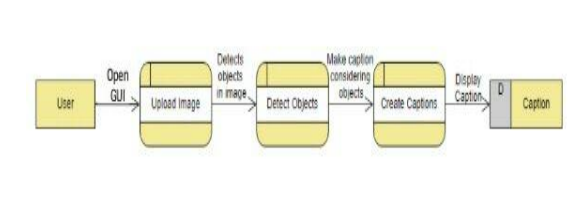 User
Open
GUI
Upload Image
Detects
objects
in image
Detect Objects
Make caption
considering
objects
Create Captions
Display
Caption
D
Caption